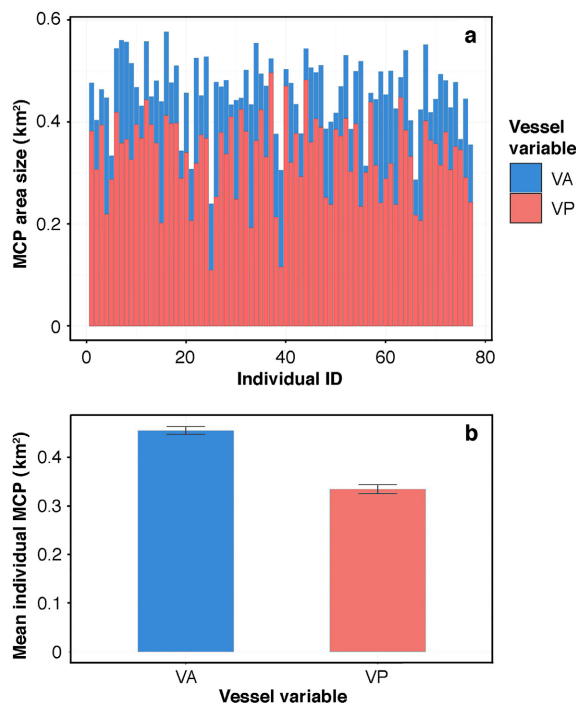 a
0.6
0.4
0.2
0
MCP area size (km²)
0
20
40
60
80
Individual ID
Vessel
variable
VA
VP
b
0.4
0.3
0.2
0.1
0
Mean individual MCP (km²)
VA
VP
Vessel variable